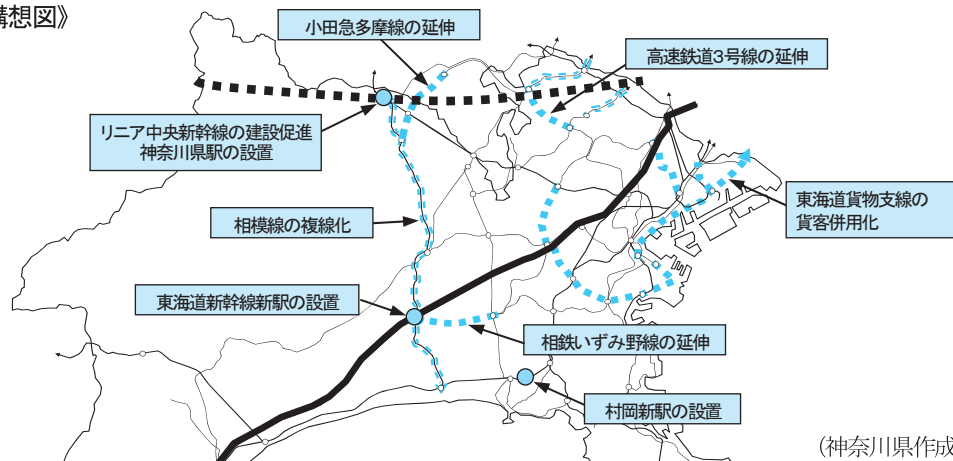 構想図》
小田急多摩線の延伸
高速鉄道3号線の延伸
リニア中央新幹線の建設促進
神奈川県駅の設置
東海道貨物支線の
貨客併用化
相模線の複線化
東海道新幹線新駅の設置
相鉄いずみ野線の延伸
村岡新駅の設置
（神奈川県作成